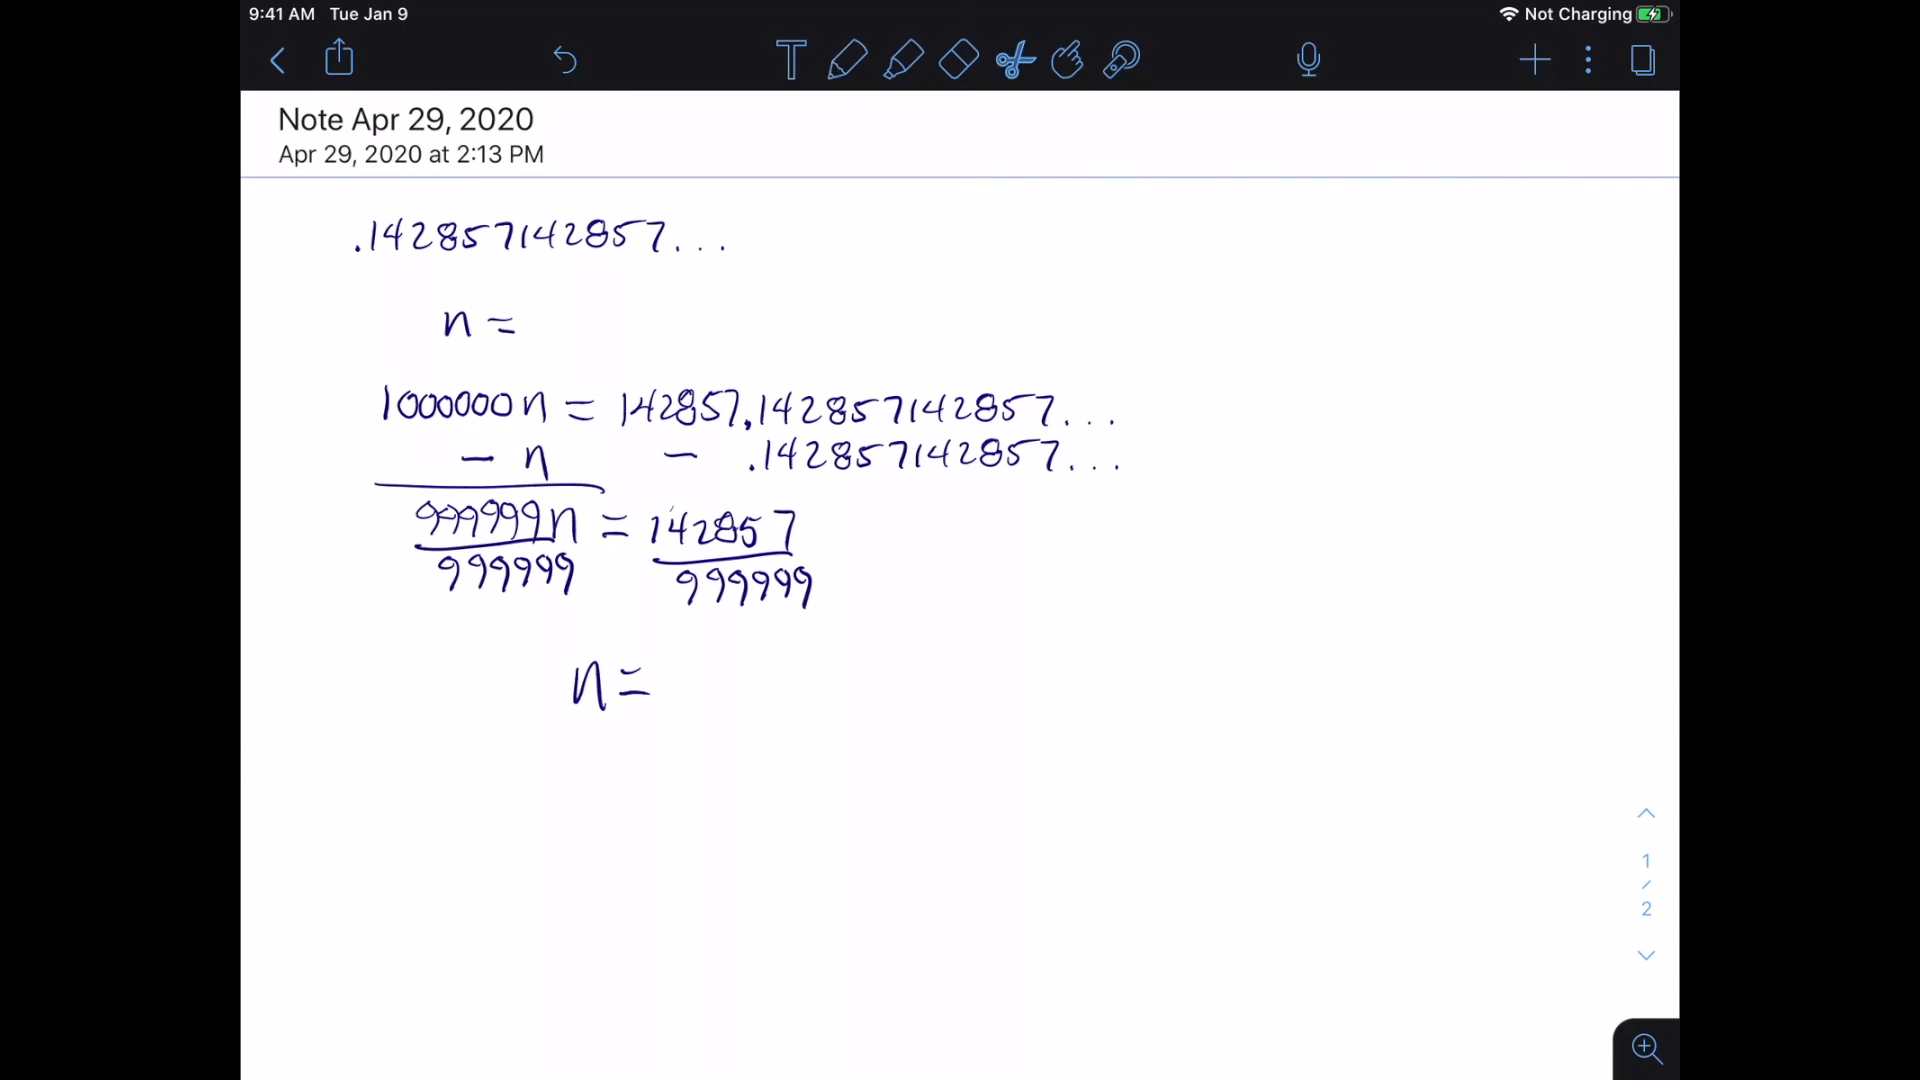 9:41 AM Tue Jan 9
Not Charging
Note Apr 29, 2020
Apr 29, 2020 at 2:13 PM
.142857142857...
n =
1000000n = 142857.142857142857...
- n - .142857142857...
999999n = 142857
999999 999999
n =
1
/
2